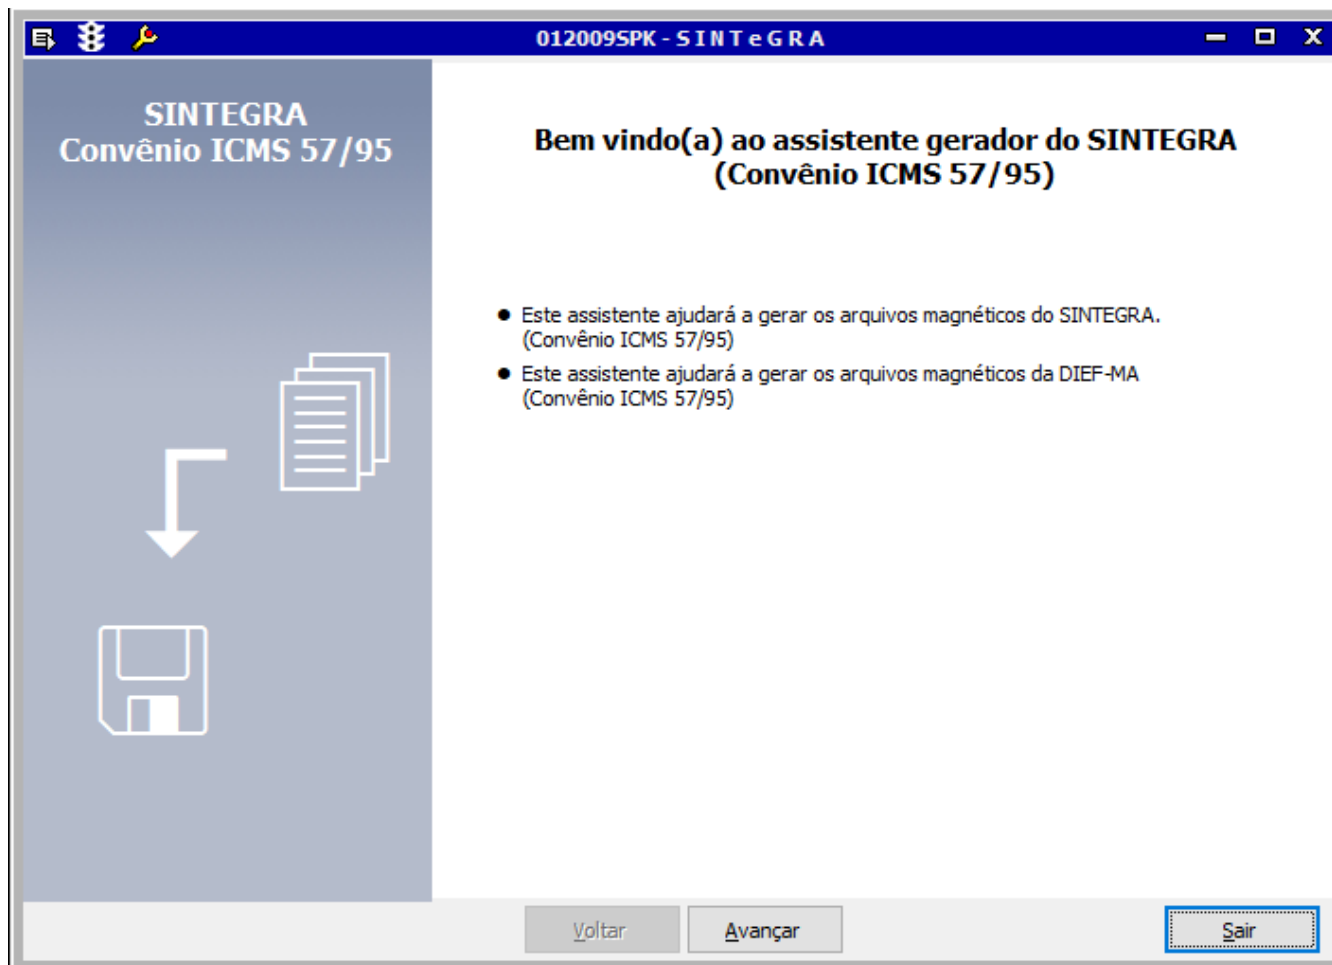 012009SPK - S I N T e G R A
SINTEGRA
Convênio ICMS 57/95
Bem vindo(a) ao assistente gerador do SINTEGRA
(Convênio ICMS 57/95)
● Este assistente ajudará a gerar os arquivos magnéticos do SINTEGRA.
(Convênio ICMS 57/95)
● Este assistente ajudará a gerar os arquivos magnéticos da DIEF-MA
(Convênio ICMS 57/95)
Voltar
Avançar
Sair